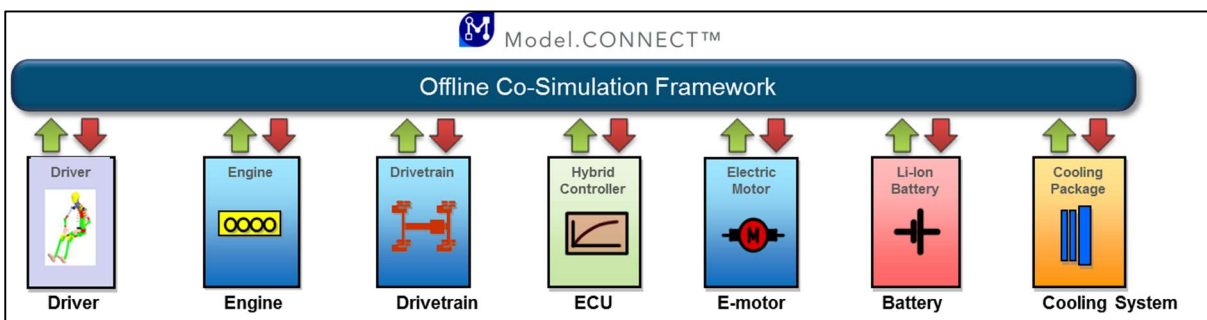 Model.CONNECT™
Offline Co-Simulation Framework
Driver
Engine
Drivetrain
Hybrid
Controller
Electric
Motor
M
Li-Ion
Battery
Cooling
Package
Driver
Engine
Drivetrain
ECU
E-motor
Battery
Cooling System